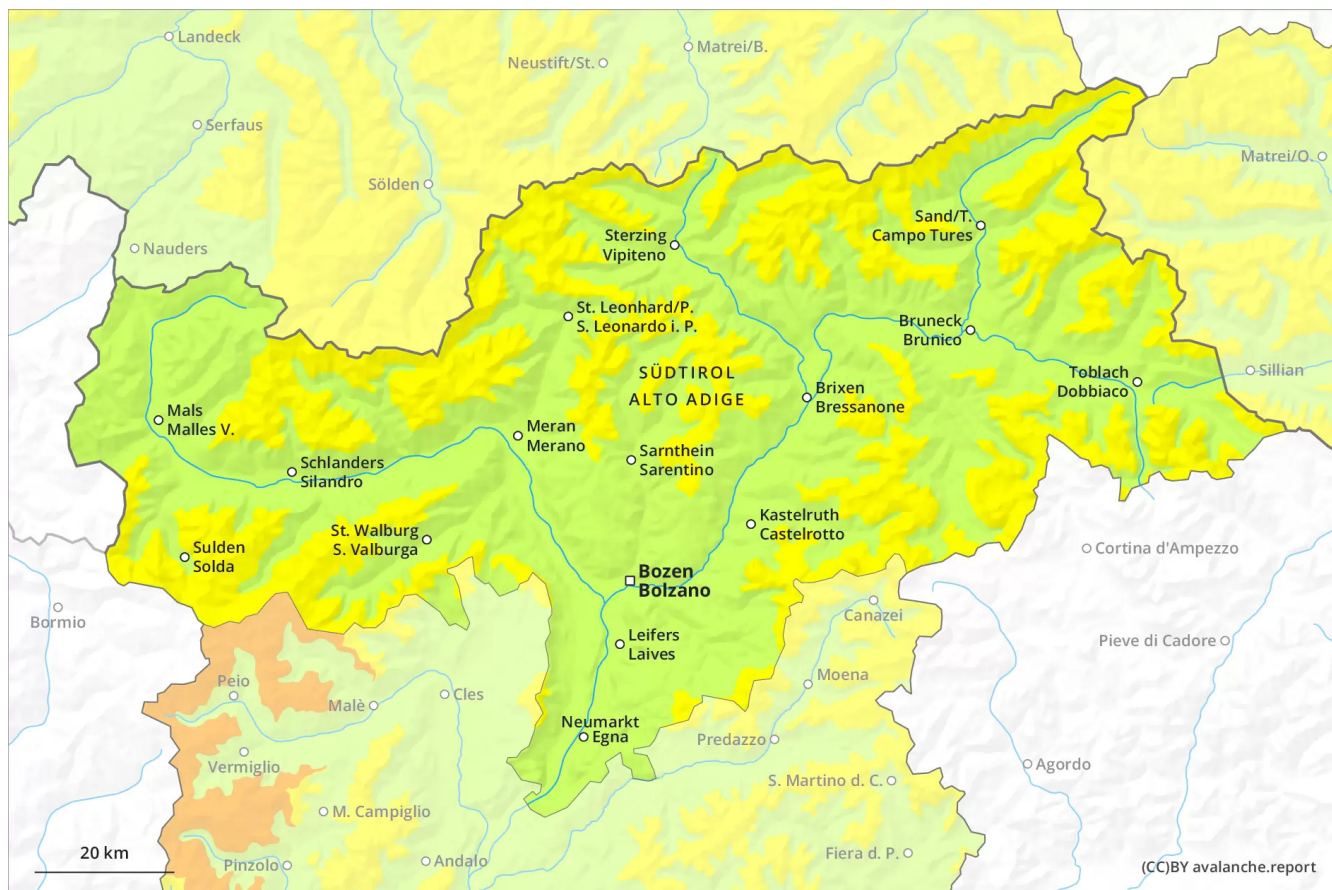 Landeck
Matrei/B.
Neustift/St.
Serfaus
Matrei/O.
Sölden
Sand/T.
Campo Tures
Sterzing
Vipiteno
Nauders
St. Leonhard/P.
S. Leonardo i. P.
Bruneck
Brunico
SÜDTIROL
ALTO ADIGE
Toblach
Dobbiaco
Sillian
Brixen
Bressanone
Mals
Malles V.
Meran
Merano
Sarnthein
Sarentino
Schlanders
Silandro
Kastelruth
Castelrotto
St. Walburg
S. Valburga
Sulden
Solda
Cortina d'Ampezzo
Bozen
Bolzano
Bormio
Canazei
Leifers
Laives
Pieve di Cadore
Peio
Moena
Malè
Cles
Neumarkt
Egna
Predazzo
Vermiglio
Agordo
S. Martino d. C.
M. Campiglio
20 km
Pinzolo
Andalo
Fiera d. P.
(CC)BY avalanche.report